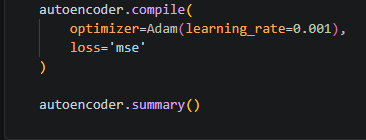 autoencoder.compile(
    optimizer=Adam(learning_rate=0.001),
    loss='mse'
)
autoencoder.summary()